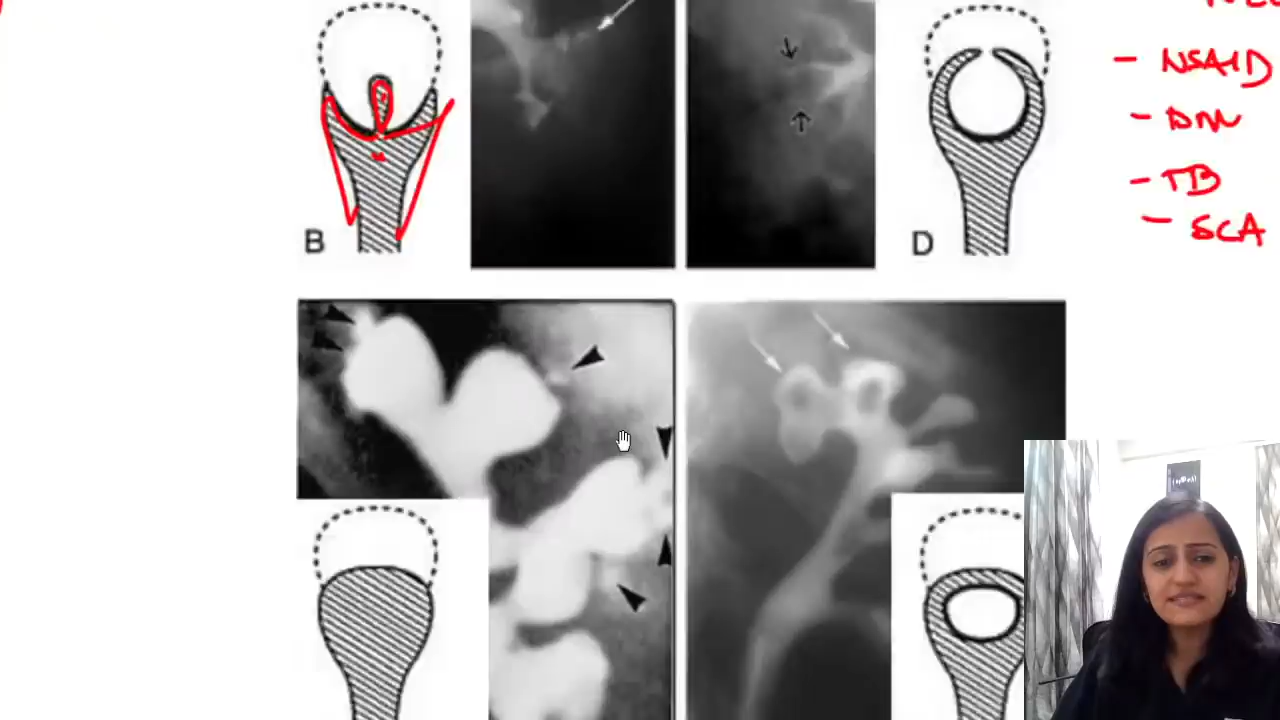 - NSAID
- DM
- TB
- SCA
B
D